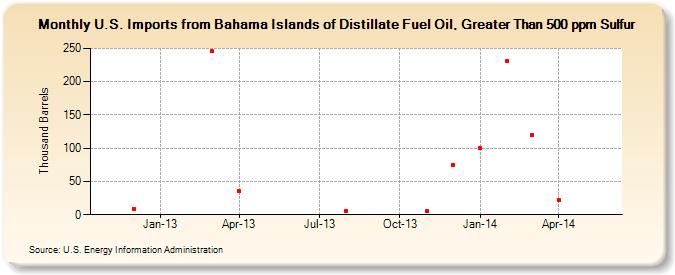 Monthly U.S. Imports from Bahama Islands of Distillate Fuel Oil, Greater Than 500 ppm Sulfur
Thousand Barrels
250
200
150
100
50
0
Jan-13
Apr-13
Jul-13
Oct-13
Jan-14
Apr-14
Source: U.S. Energy Information Administration